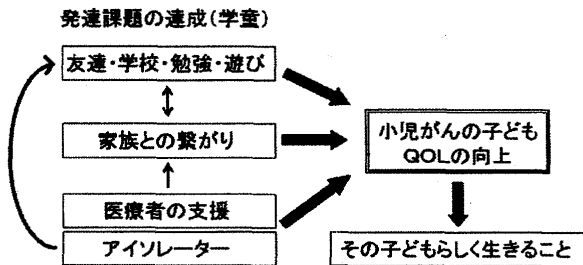 発達課題の達成(学童)
友達・学校・勉強・遊び
家族との繋がり
医療者の支援
アイソレーター
小児がんの子ども
QOLの向上
その子どもらしく生きること